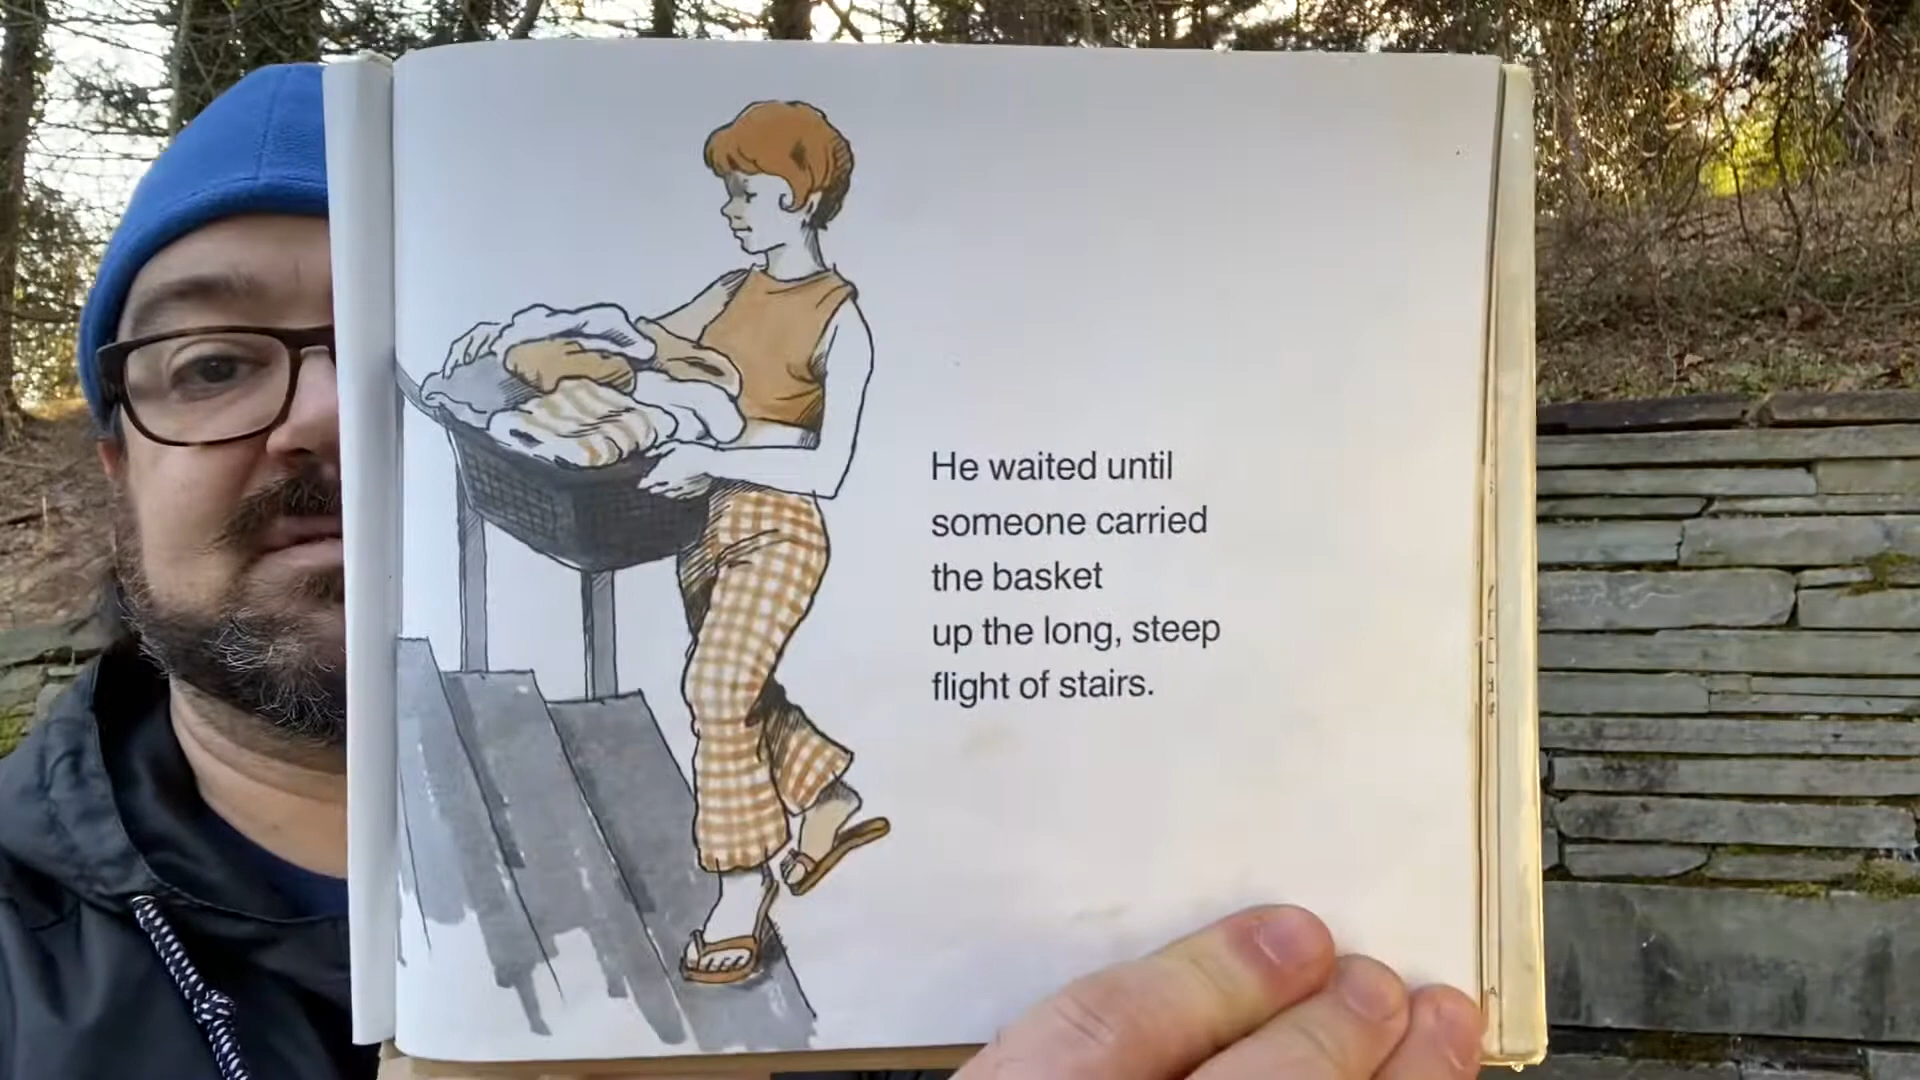 He waited until
someone carried
the basket
up the long, steep
flight of stairs.